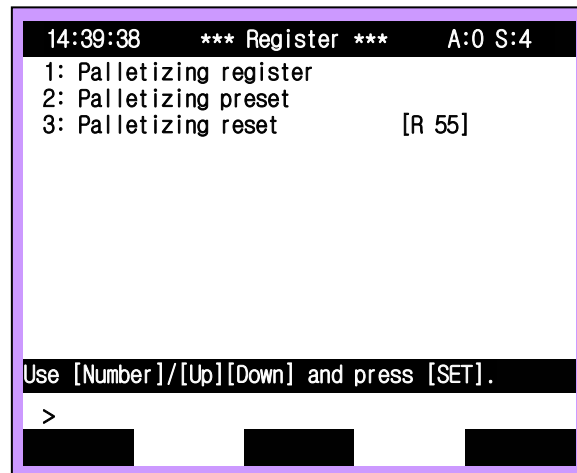 14:39:38 *** Register *** A:0 S:4
1: Palletizing register
2: Palletizing preset
3: Palletizing reset [R 55]
Use [Number]/[Up][Down] and press [SET].
>